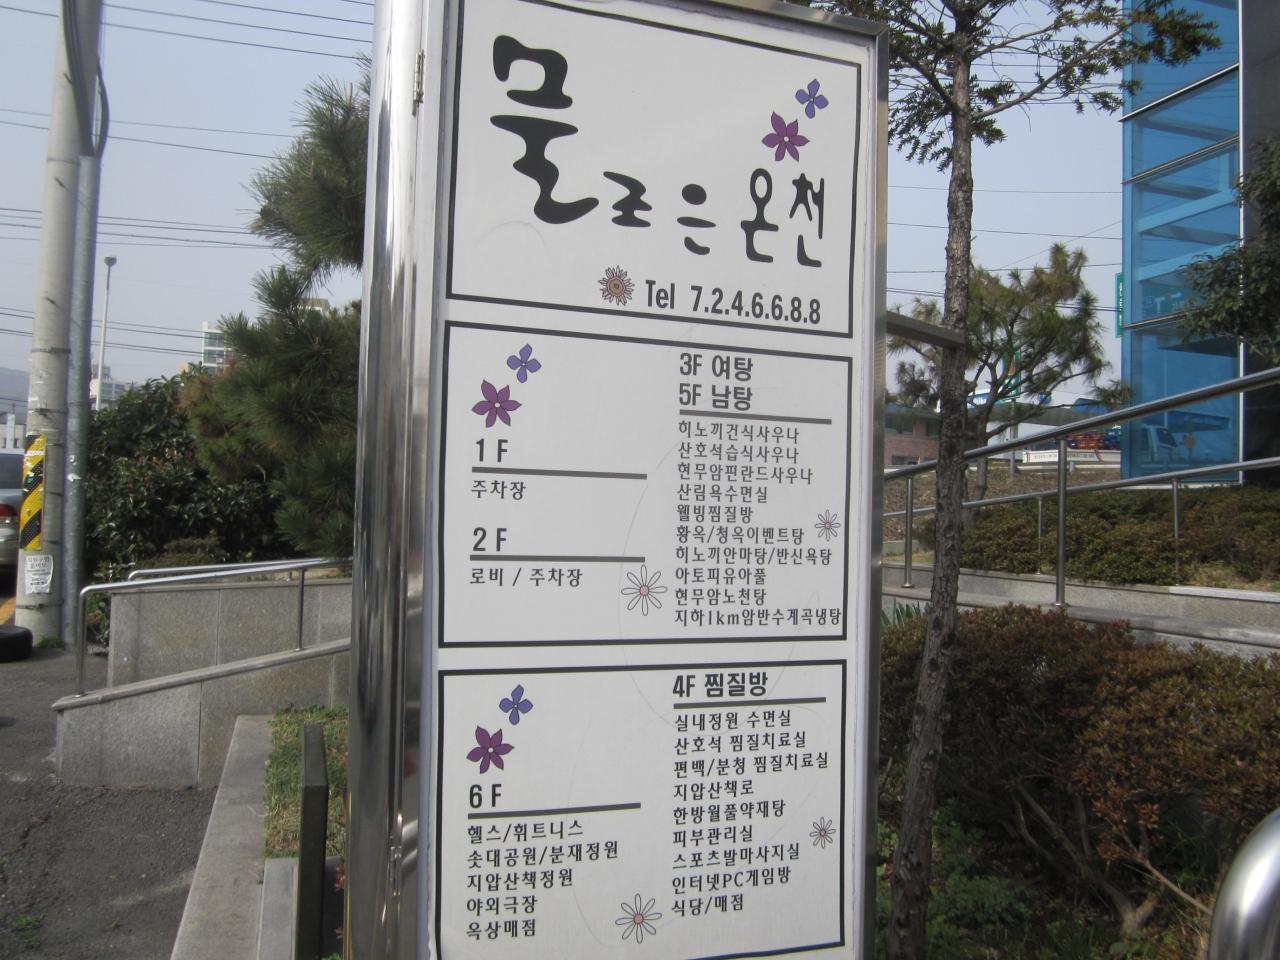 물조은 온천
Tel 7.2.4.6.6.8.8
1F
주차장
2F
로비 / 주차장
3F 여탕
5F 남탕
히노끼건식사우나
산호석습식사우나
현무암핀란드사우나
산림욕수면실
웰빙찜질방
황옥/청옥이벤트탕
히노끼안마탕/반신욕탕
아토피유아풀
현무암노천탕
지하1km암반수계곡냉탕
6F
헬스/휘트니스
솟대공원/분재정원
지압산책정원
야외극장
옥상매점
4F 찜질방
실내정원 수면실
산호석 찜질치료실
편백/분청 찜질치료실
지압산책로
한방월풀약재탕
피부관리실
스포츠발마사지실
인터넷PC게임방
식당/매점